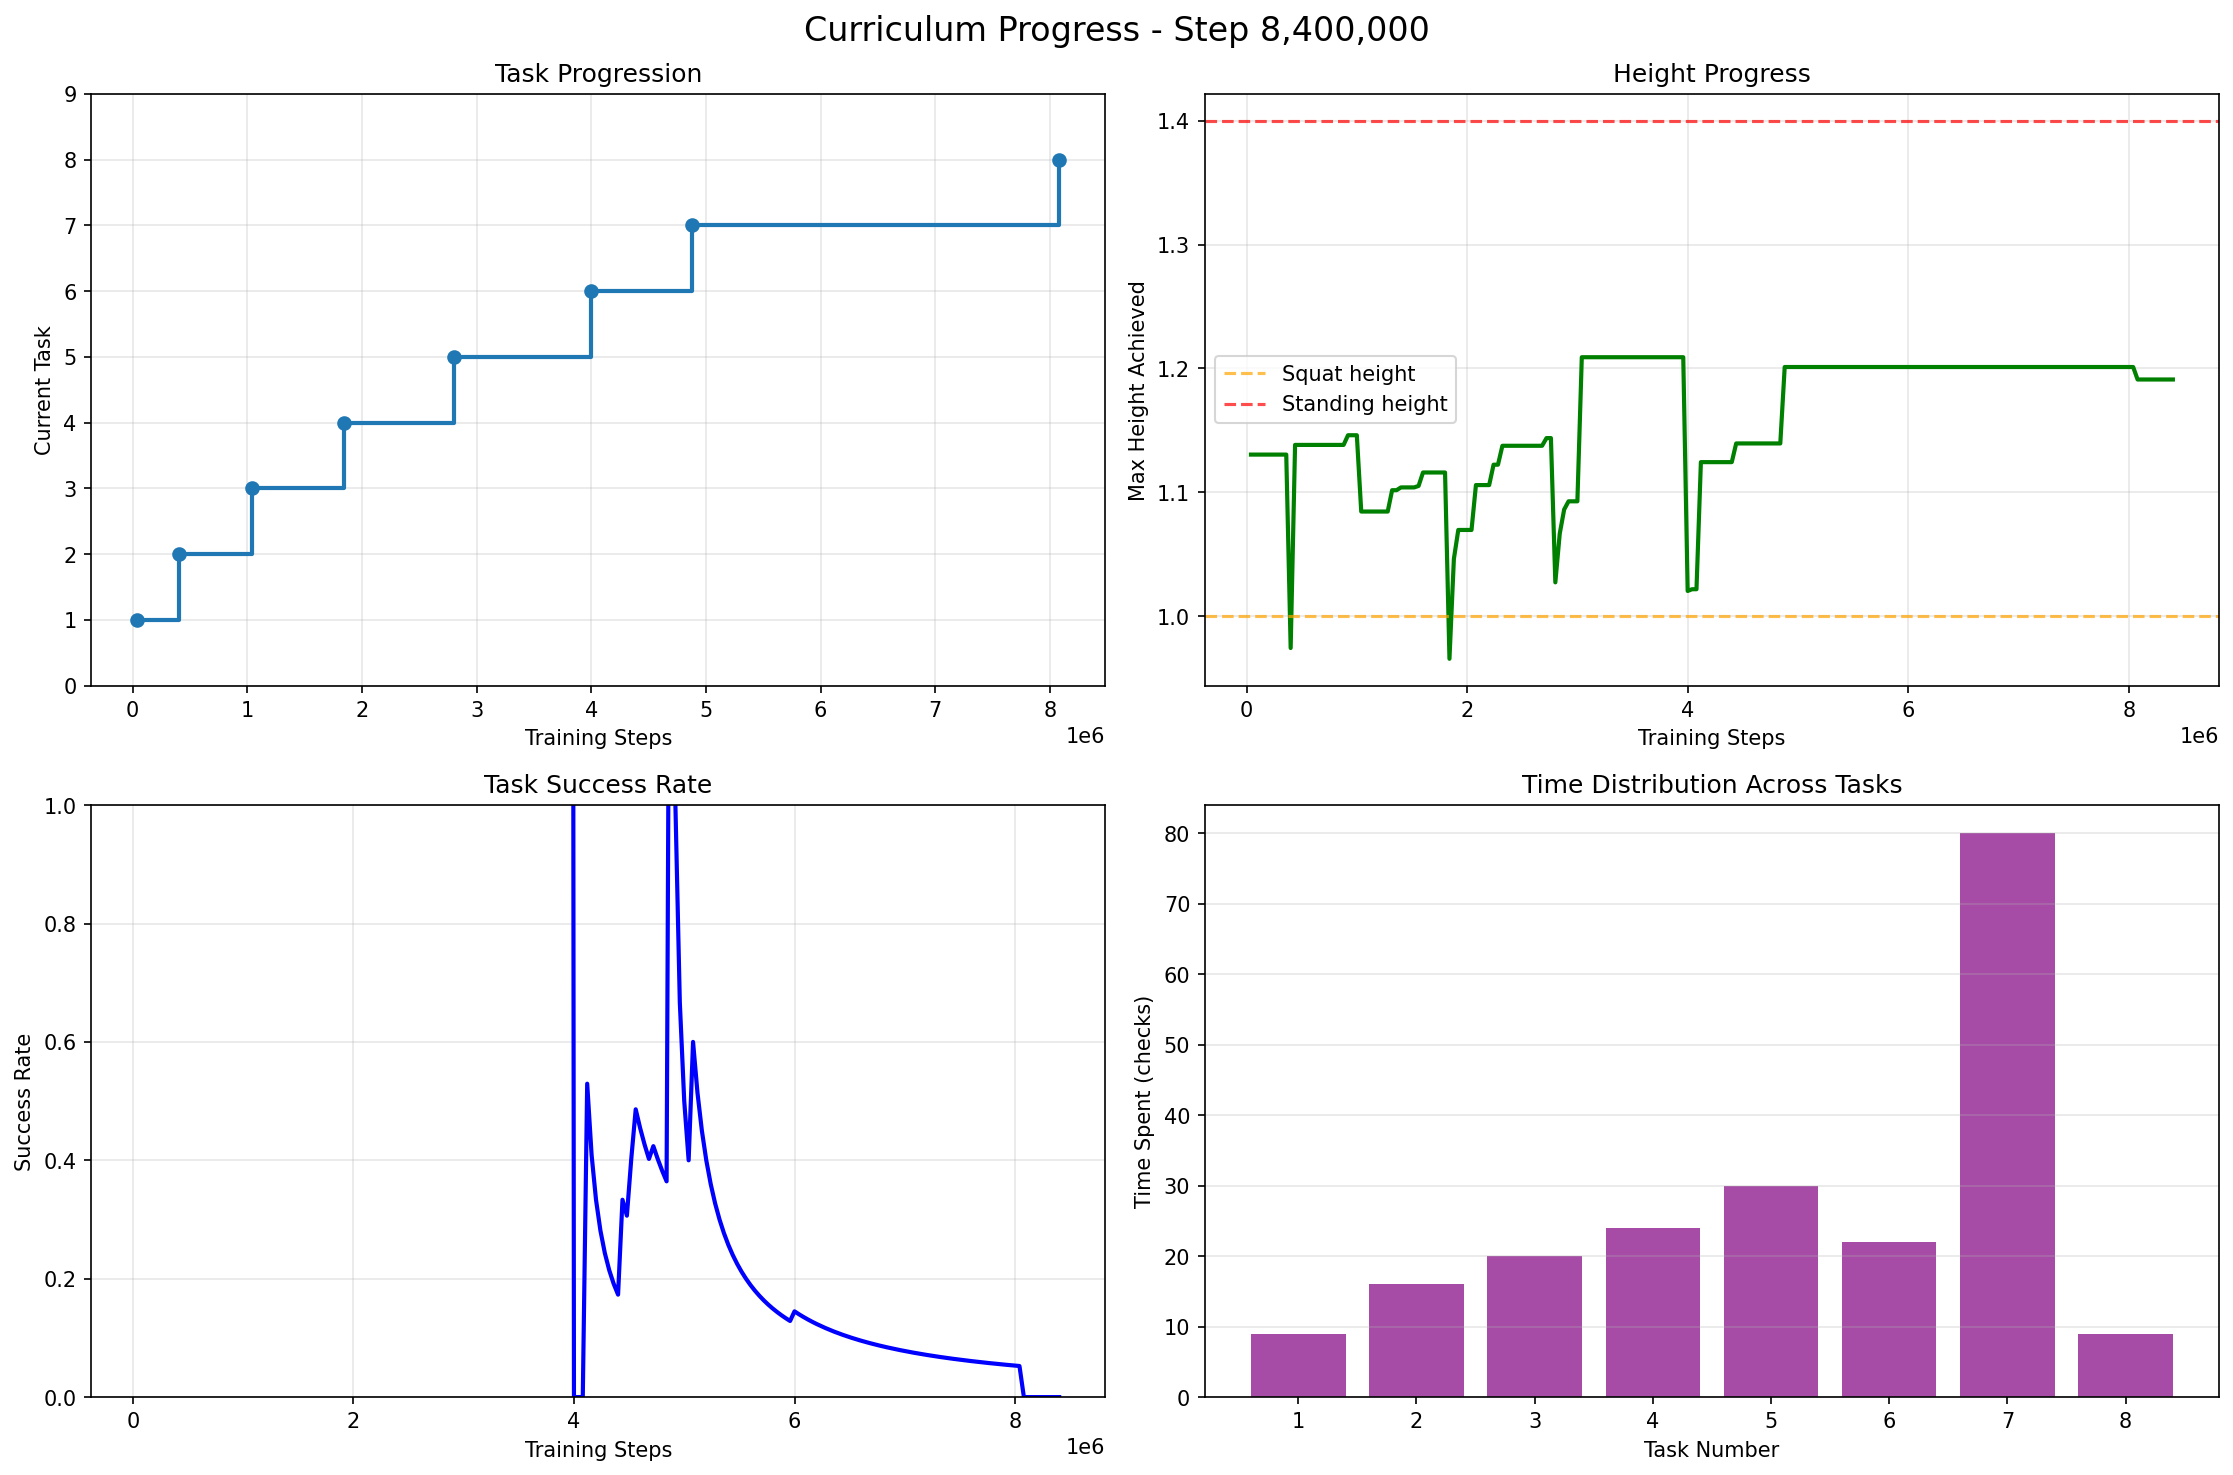 Curriculum Progress - Step 8,400,000
Task Progression
Current Task
9
8
7
6
5
4
3
2
1
0
0 1 2 3 4 5 6 7 8
1e6
Training Steps
Height Progress
Max Height Achieved
1.4
1.3
1.2
1.1
1.0
Squat height
Standing height
0 2 4 6 8
1e6
Training Steps
Task Success Rate
Success Rate
1.0
0.8
0.6
0.4
0.2
0.0
0 2 4 6 8
1e6
Training Steps
Time Distribution Across Tasks
Time Spent (checks)
80
70
60
50
40
30
20
10
0
1 2 3 4 5 6 7 8
Task Number